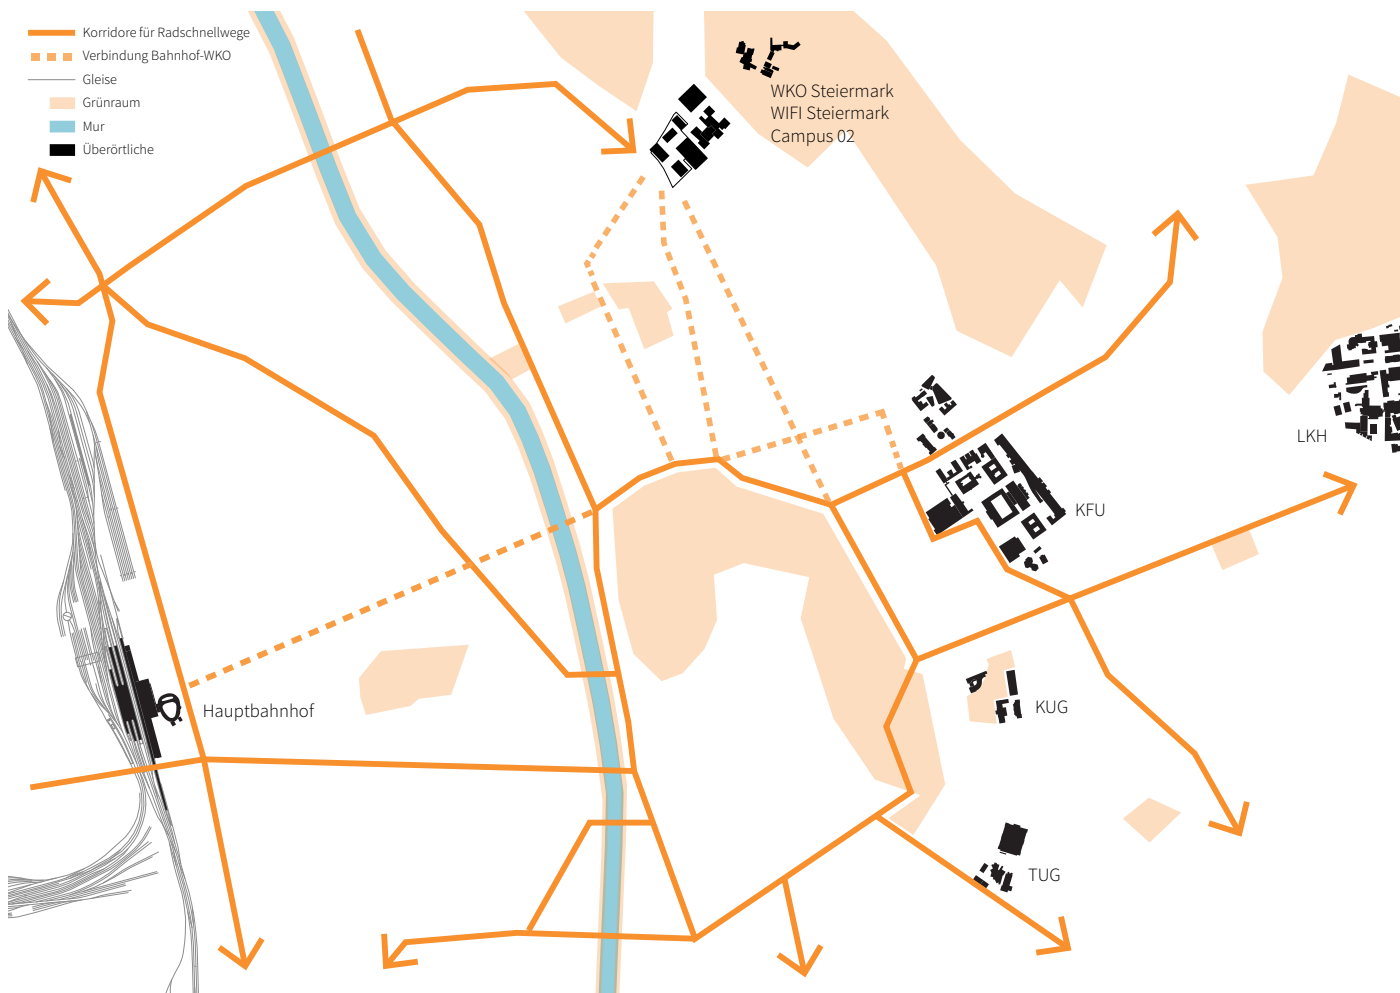 Korridore für Radschnellwege
Verbindung Bahnhof-WKO
Gleise
Grünraum
Mur
Überörtliche
WKO Steiermark
WIFI Steiermark
Campus 02
LKH
KFU
Hauptbahnhof
KUG
TUG